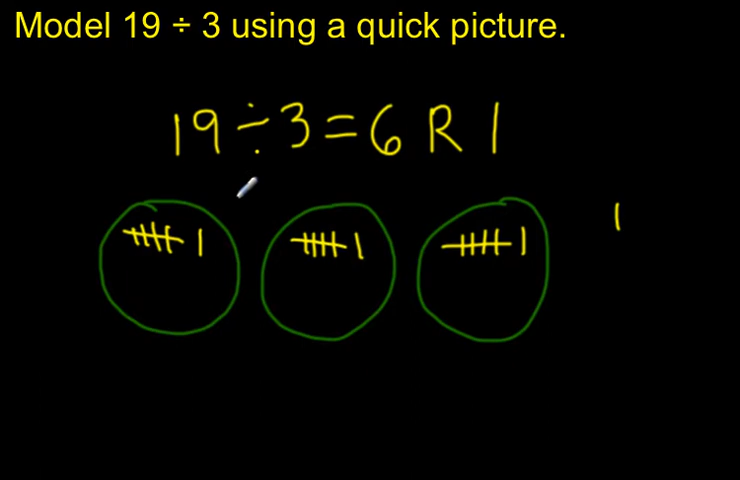 Model 19 ÷ 3 using a quick picture.
19 ÷ 3 = 6 R 1